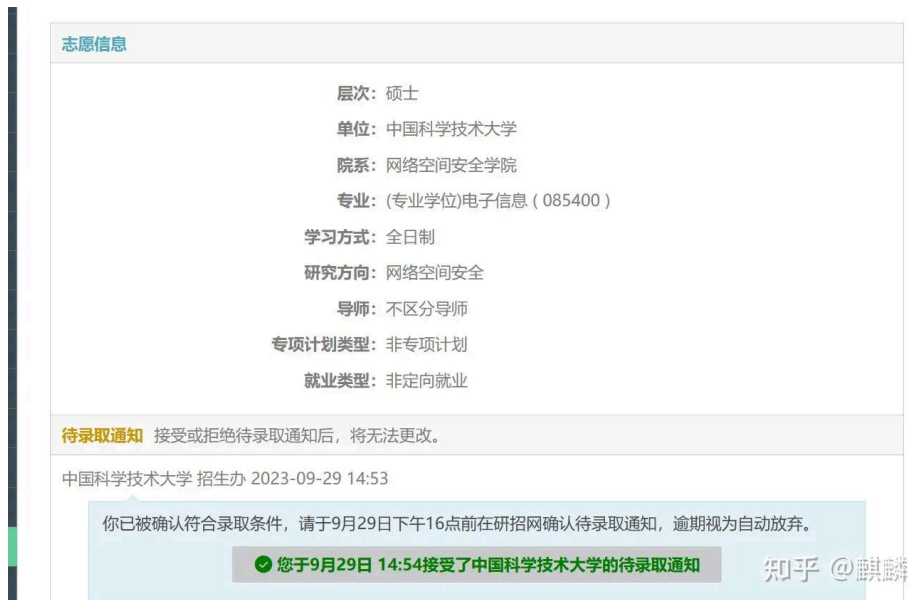 志愿信息
层次：硕士
单位：中国科学技术大学
院系：网络空间安全学院
专业：(专业学位)电子信息（085400）
学习方式：全日制
研究方向：网络空间安全
导师：不区分导师
专项计划类型：非专项计划
就业类型：非定向就业
待录取通知 接受或拒绝待录取通知后，将无法更改。
中国科学技术大学 招生办 2023-09-29 14:53
你已被确认符合录取条件，请于9月29日下午16点前在研招网确认待录取通知，逾期视为自动放弃。
您于9月29日 14:54接受了中国科学技术大学的待录取通知
知乎 @麒麟